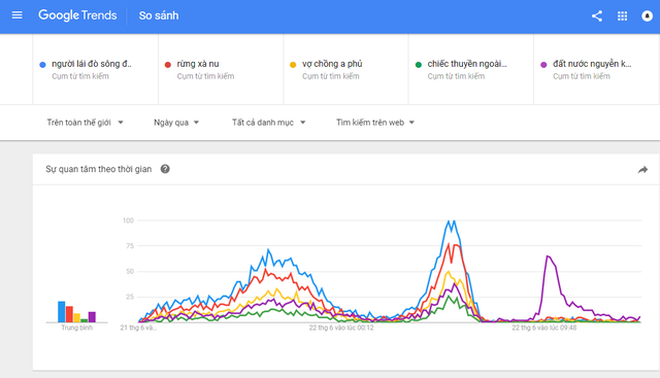 Google Trends
So sánh
người lái đò sông đ..
Cụm từ tìm kiếm
rừng xà nu
Cụm từ tìm kiếm
vợ chồng a phủ
Cụm từ tìm kiếm
chiếc thuyền ngoài...
Cụm từ tìm kiếm
đất nước nguyễn k...
Cụm từ tìm kiếm
Trên toàn thế giới
Ngày qua
Tất cả danh mục
Tìm kiếm trên web
Sự quan tâm theo thời gian
100
75
50
25
Trung bình
21 thg 6 và...
22 thg 6 vào lúc 00:12
22 thg 6 vào lúc 09:48